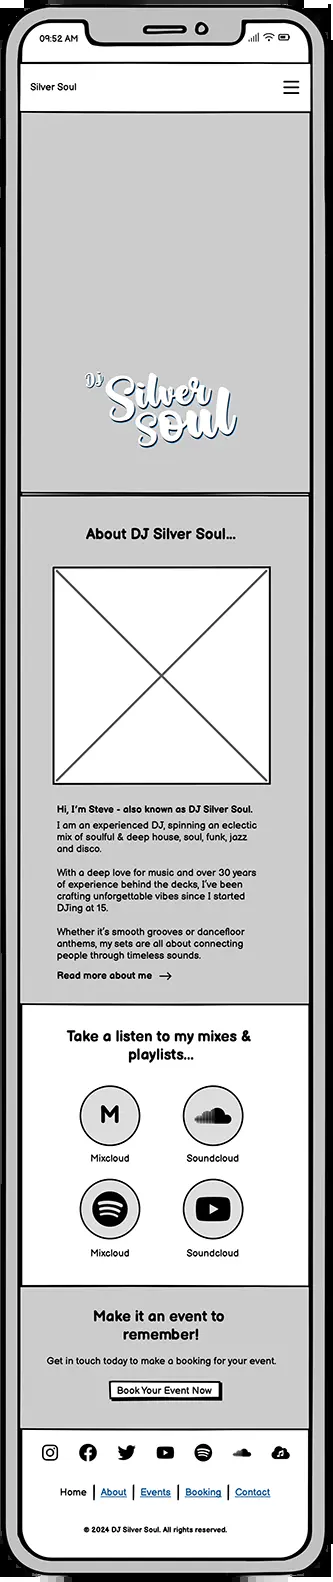 09:52 AM
Silver Soul
DJ
Silver
Soul
About DJ Silver Soul...
Hi, I'm Steve - also known as DJ Silver Soul.
I am an experienced DJ, spinning an eclectic
mix of soulful & deep house, soul, funk, jazz
and disco.
With a deep love for music and over 30 years
of experience behind the decks, I've been
crafting unforgettable vibes since I started
DJing at 15.
Whether it's smooth grooves or dancefloor
anthems, my sets are all about connecting
people through timeless sounds.
Read more about me →
Take a listen to my mixes &
playlists...
M
Mixcloud Soundcloud
Mixcloud Soundcloud
Make it an event to
remember!
Get in touch today to make a booking for your event.
Book Your Event Now
Home | About | Events | Booking | Contact
© 2024 DJ Silver Soul. All rights reserved.